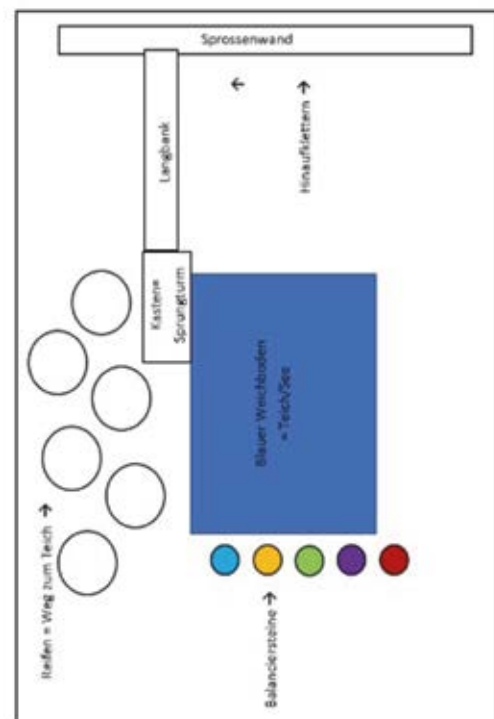 Sprossenwand
Langbank
← Hinaufklettern →
Kasten=
Sprungturm
Blauer Weichboden
= Teich/See
Reifen = Weg zum Teich →
Balanciersteine →